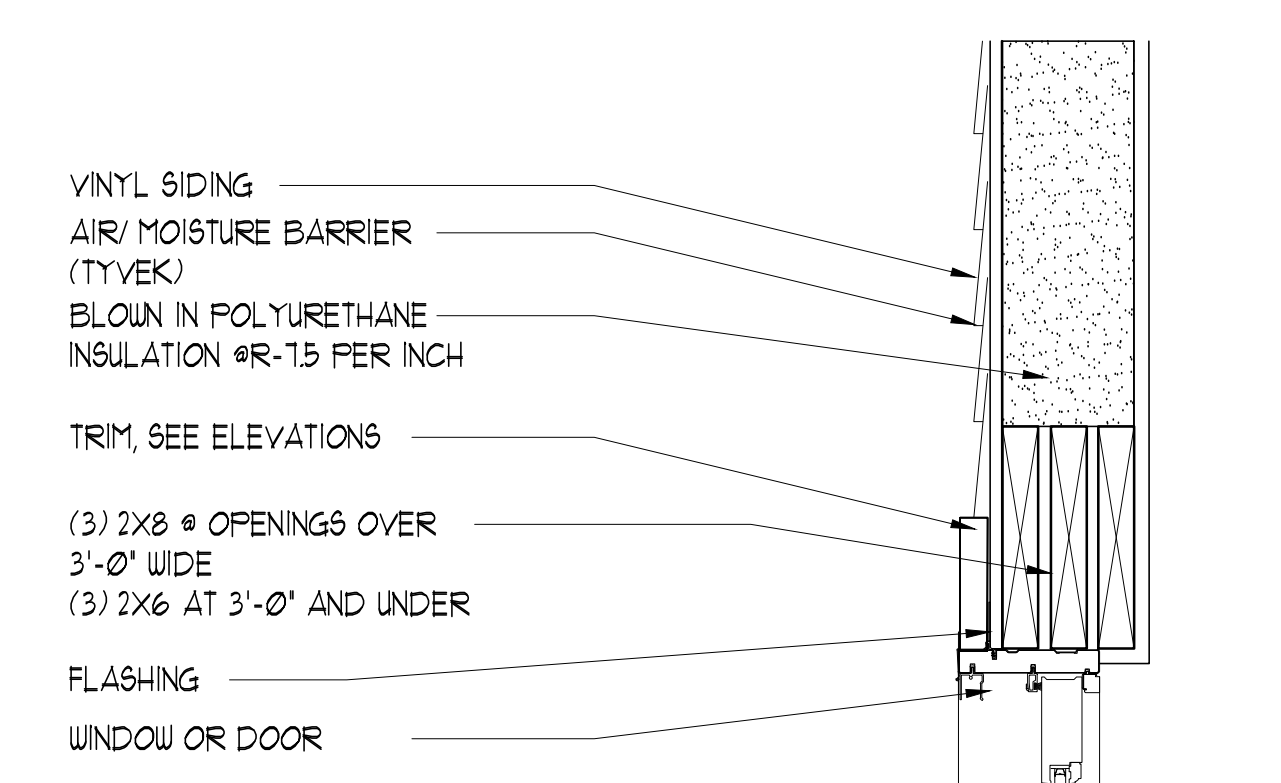 VINYL SIDING
AIR/ MOISTURE BARRIER
(TYVEK)
BLOWN IN POLYURETHANE
INSULATION @R-7.5 PER INCH
TRIM, SEE ELEVATIONS
(3) 2X8 @ OPENINGS OVER
3'-0" WIDE
(3) 2X6 AT 3'-0" AND UNDER
FLASHING
WINDOW OR DOOR